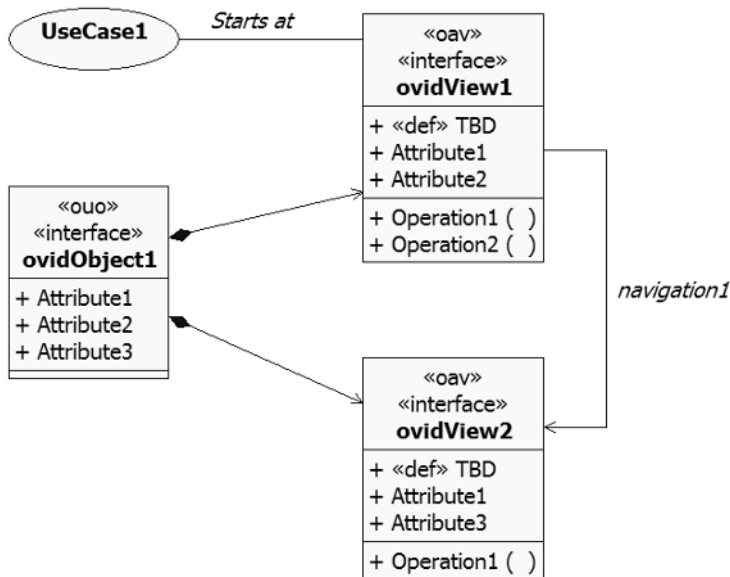 UseCase1
Starts at
«oav»
«interface»
ovidView1
+ «def» TBD
+ Attribute1
+ Attribute2
+ Operation1 ( )
+ Operation2 ( )
«ouo»
«interface»
ovidObject1
+ Attribute1
+ Attribute2
+ Attribute3
navigation1
«oav»
«interface»
ovidView2
+ «def» TBD
+ Attribute1
+ Attribute3
+ Operation1 ( )